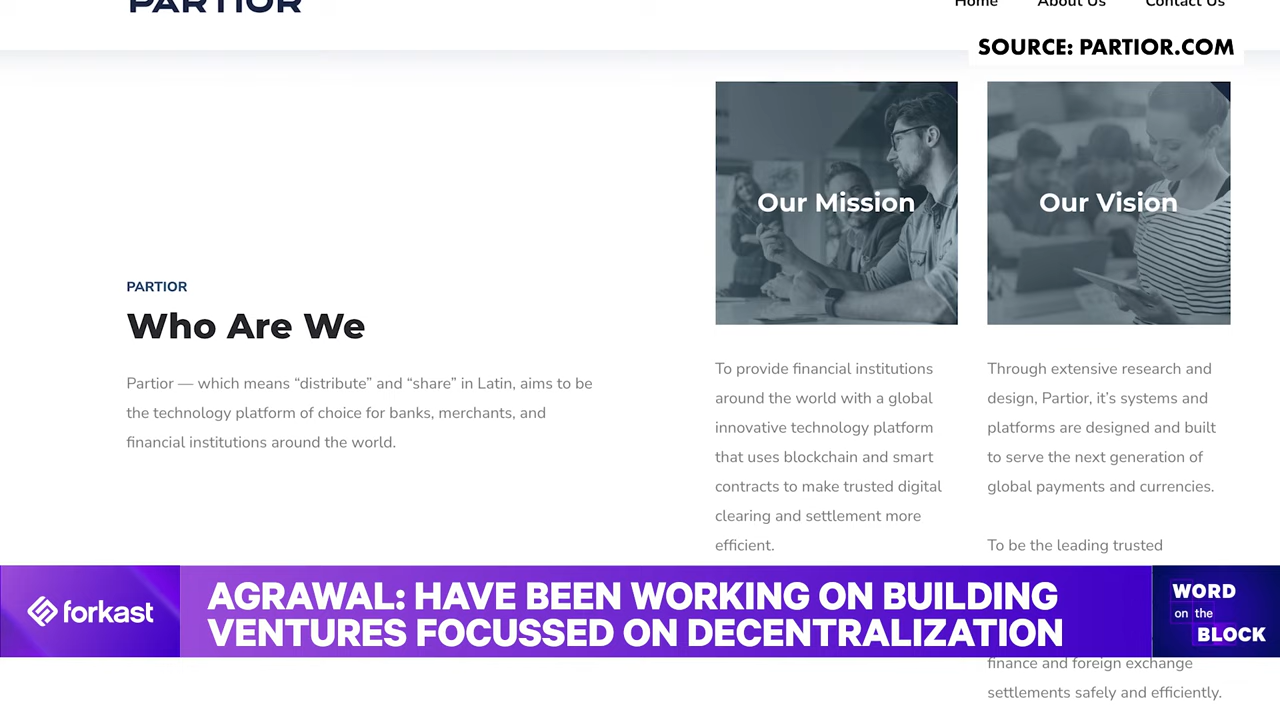 PARTIOR
Home About Us Contact Us
SOURCE: PARTIOR.COM
PARTIOR
Who Are We
Partior — which means “distribute” and “share” in Latin, aims to be
the technology platform of choice for banks, merchants, and
financial institutions around the world.
Our Mission
To provide financial institutions
around the world with a global
innovative technology platform
that uses blockchain and smart
contracts to make trusted digital
clearing and settlement more
efficient.
Our Vision
Through extensive research and
design, Partior, it’s systems and
platforms are designed and built
to serve the next generation of
global payments and currencies.
To be the leading trusted
finance and foreign exchange
settlements safely and efficiently.
forkast
AGRAWAL: HAVE BEEN WORKING ON BUILDING
VENTURES FOCUSSED ON DECENTRALIZATION
WORD
on the
BLOCK